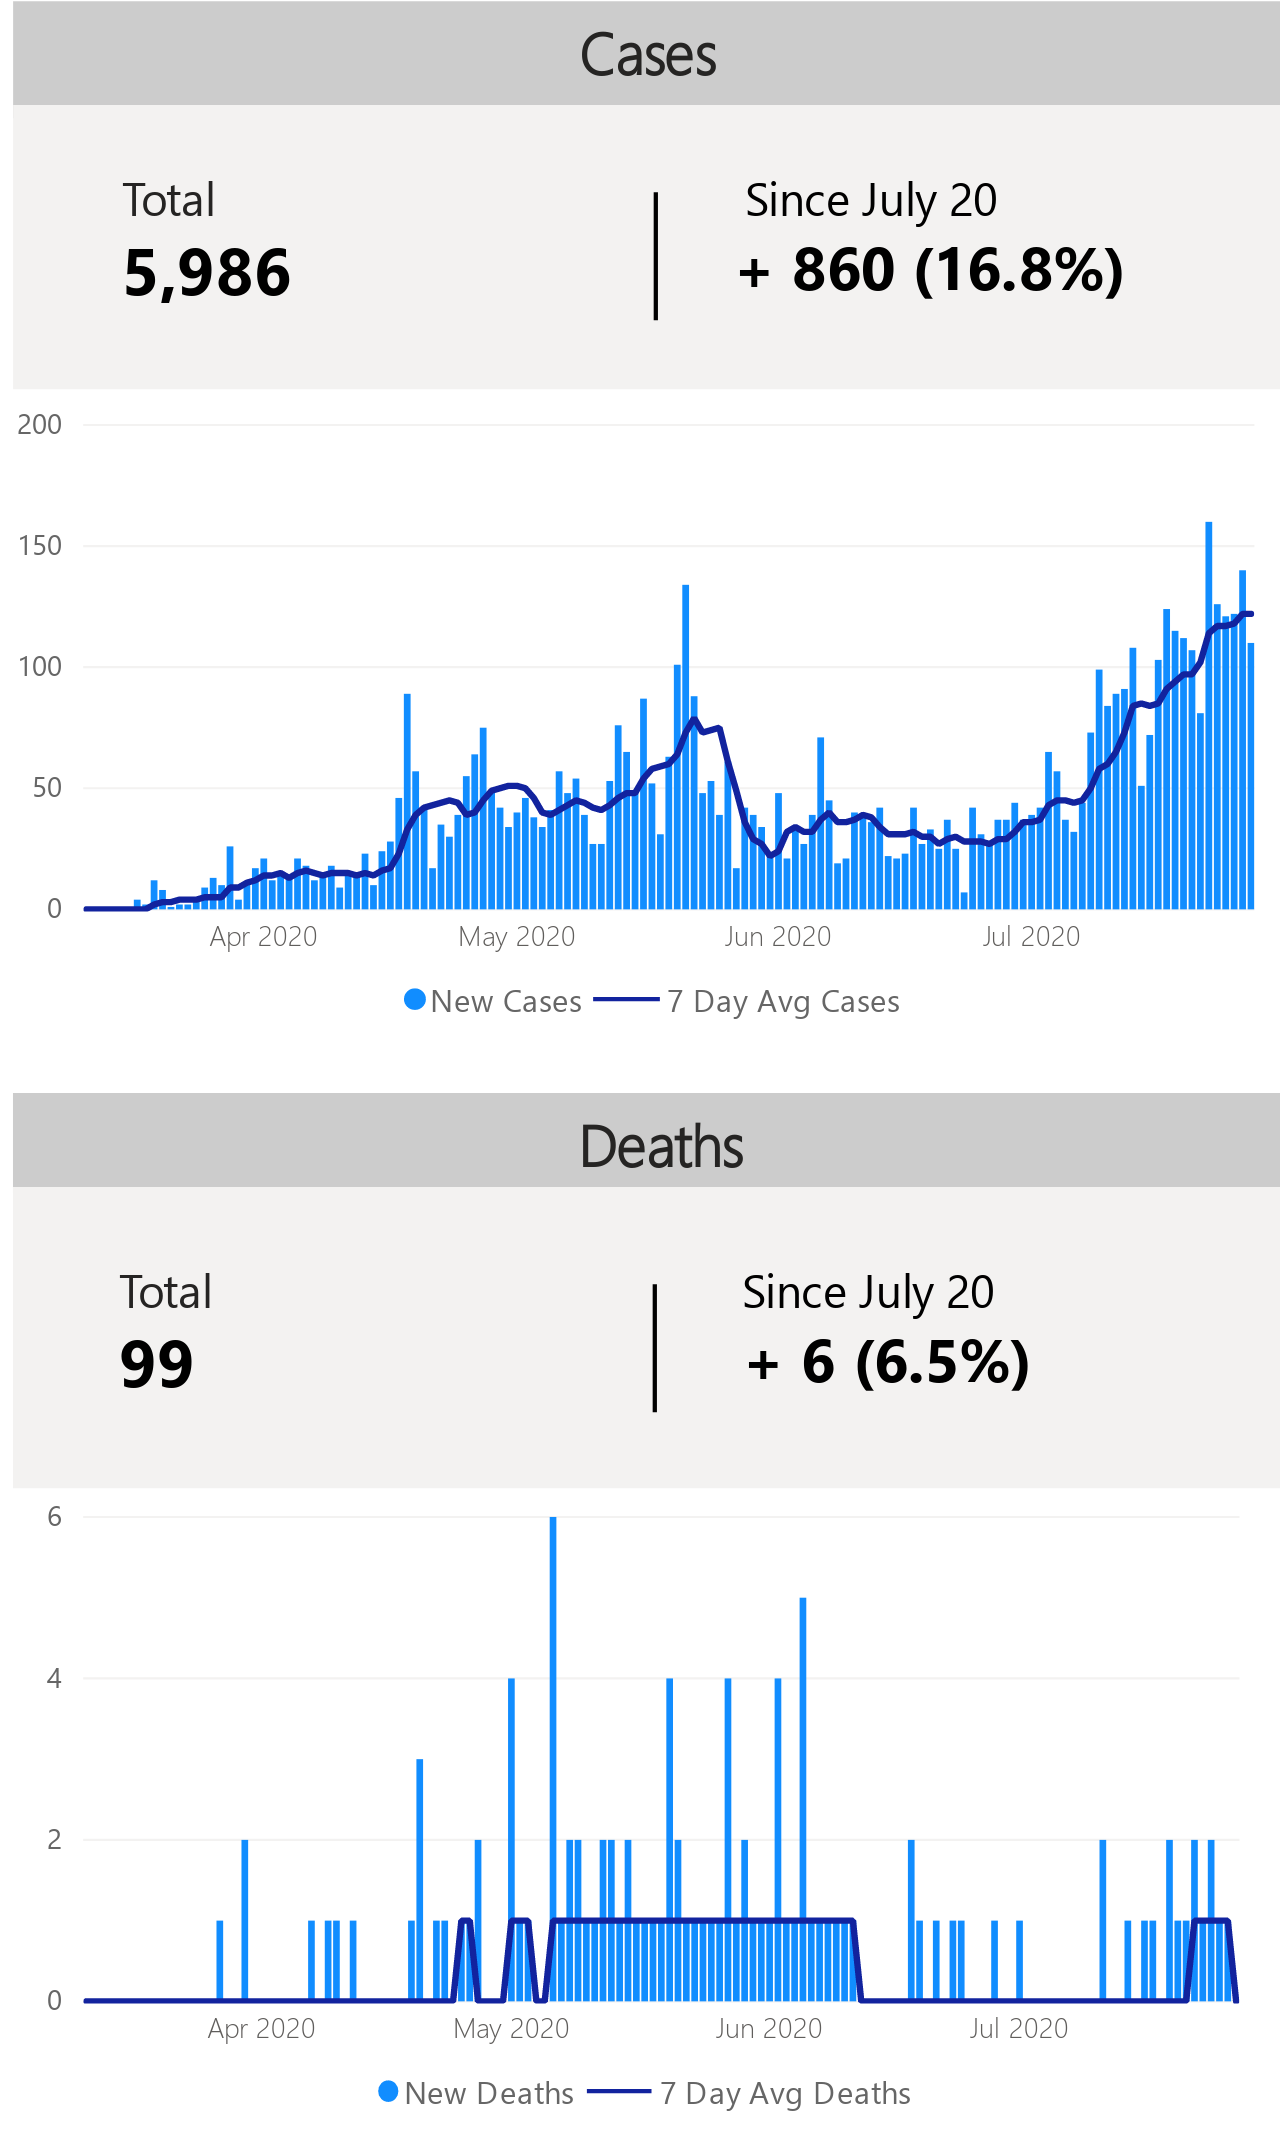 Cases
Total
Since July 20
5,986
+ 860 (16.8%)
200
150
100
50
0
Apr 2020 May 2020 Jun 2020 Jul 2020
New Cases 7 Day Avg Cases
Deaths
Total
Since July 20
99
+ 6 (6.5%)
6
4
2
0
Apr 2020 May 2020 Jun 2020 Jul 2020
New Deaths 7 Day Avg Deaths